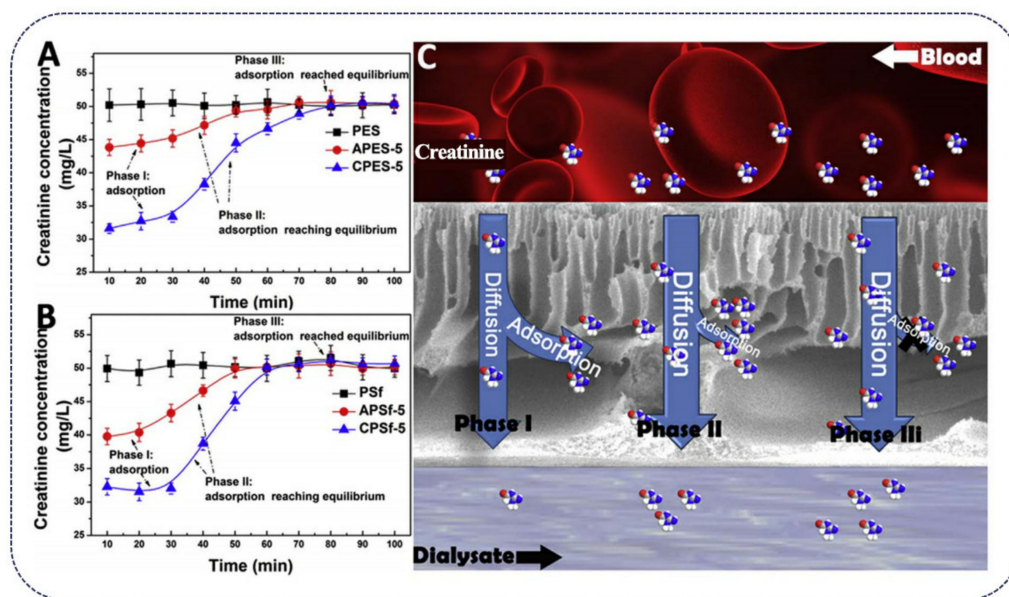 A
Creatinine concentration
(mg/L)
55
50
45
40
35
30
25
Phase III:
adsorption reached equilibrium
PES
APES-5
CPES-5
Phase I:
adsorption
Phase II:
adsorption reaching equilibrium
10 20 30 40 50 60 70 80 90 100
Time (min)
B
Creatinine concentration
(mg/L)
55
50
45
40
35
30
25
Phase III:
adsorption reached equilibrium
PSf
APSf-5
CPSf-5
Phase I:
adsorption
Phase II:
adsorption reaching equilibrium
10 20 30 40 50 60 70 80 90 100
Time (min)
C
Blood
Creatinine
Diffusion
Adsorption
Phase I
Diffusion
Adsorption
Phase II
Diffusion
Adsorption
Phase IIi
Dialysate